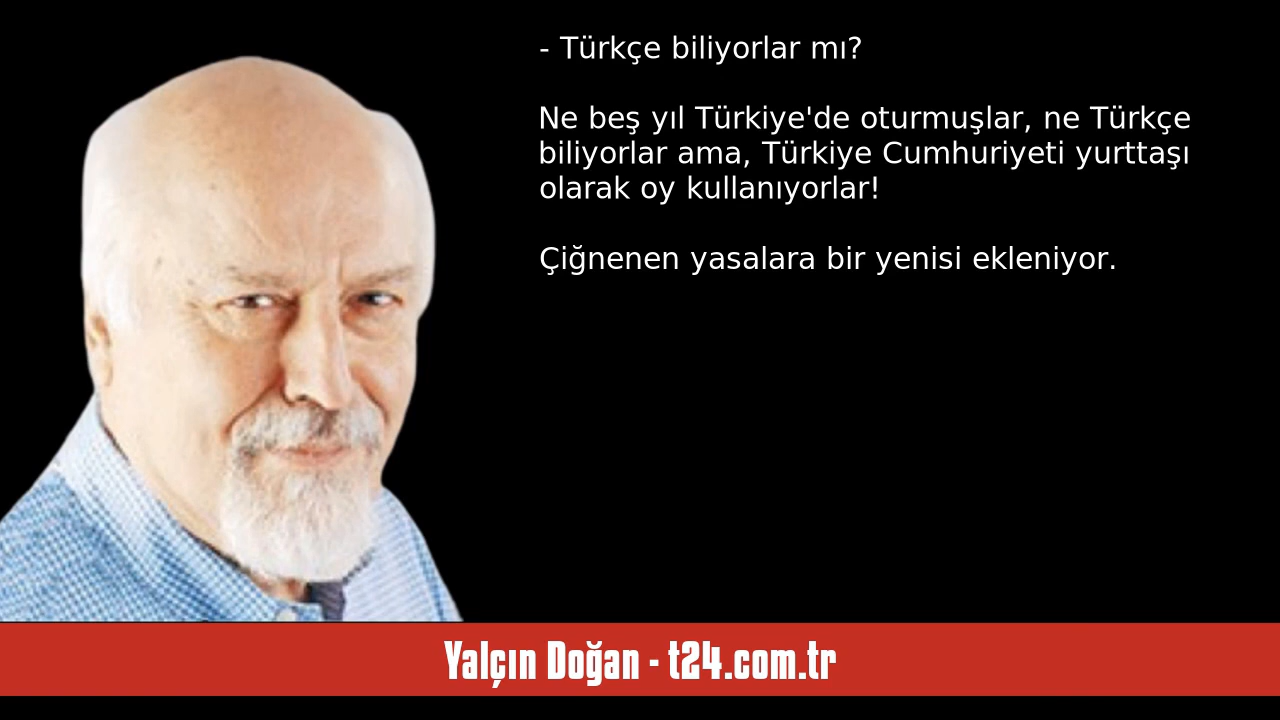 - Türkçe biliyorlar mı?
Ne beş yıl Türkiye'de oturmuşlar, ne Türkçe
biliyorlar ama, Türkiye Cumhuriyeti yurttaşı
olarak oy kullanıyorlar!
Çiğnenen yasalara bir yenisi ekleniyor.
Yalçın Doğan - t24.com.tr